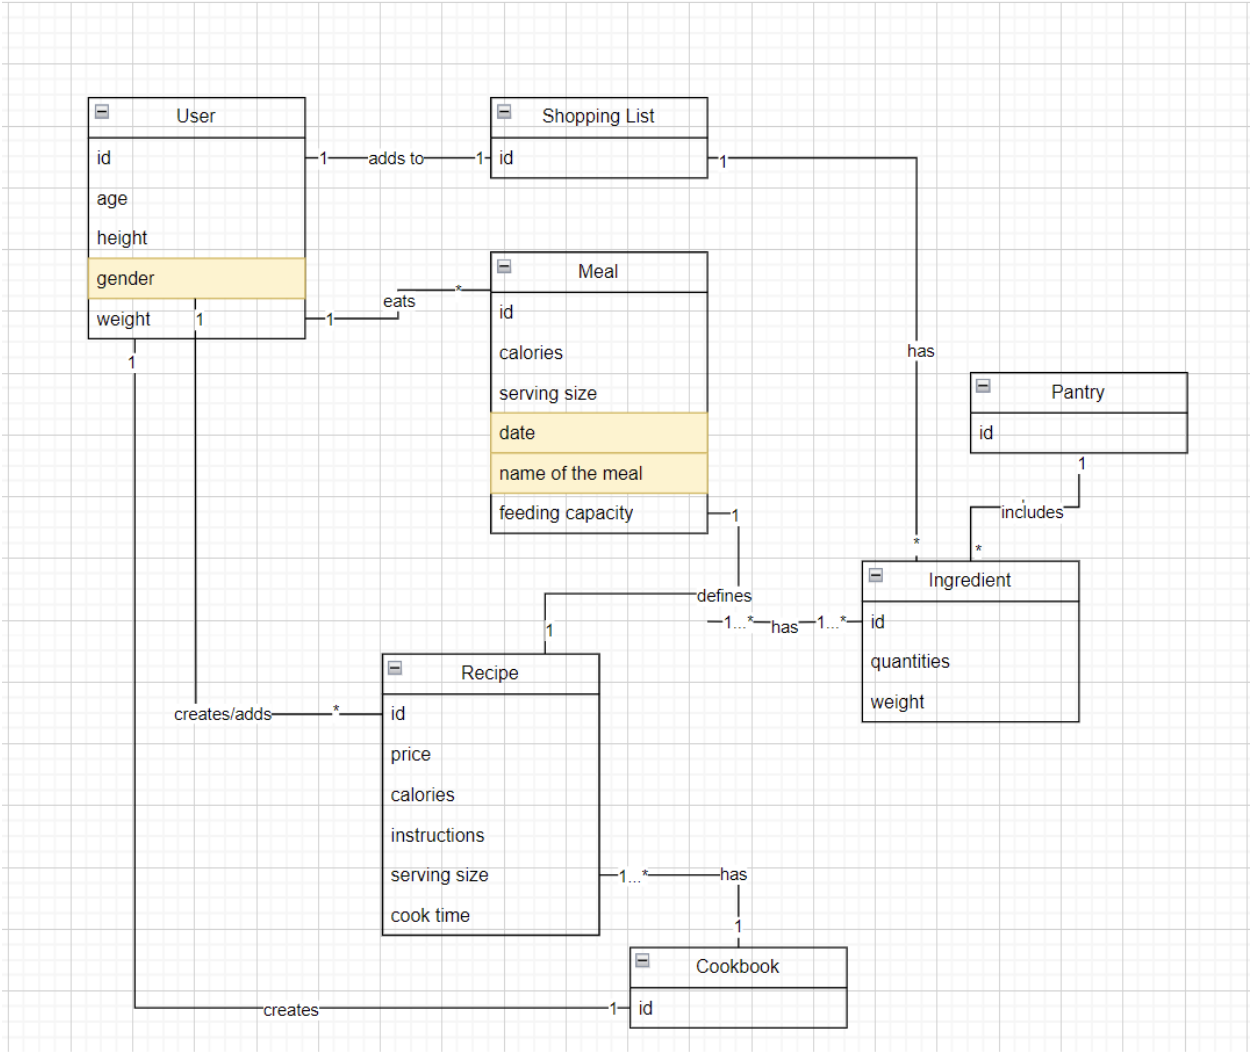 User
id
age
height
gender
weight
1
adds to
1
Shopping List
id
1
has
*
1
eats
*
Meal
id
calories
serving size
date
name of the meal
feeding capacity
1
defines
1
Pantry
id
1
includes
*
Ingredient
id
quantities
weight
1...*
has
1...*
1
creates/adds
*
Recipe
id
price
calories
instructions
serving size
cook time
1...*
has
1
Cookbook
id
1
creates
1